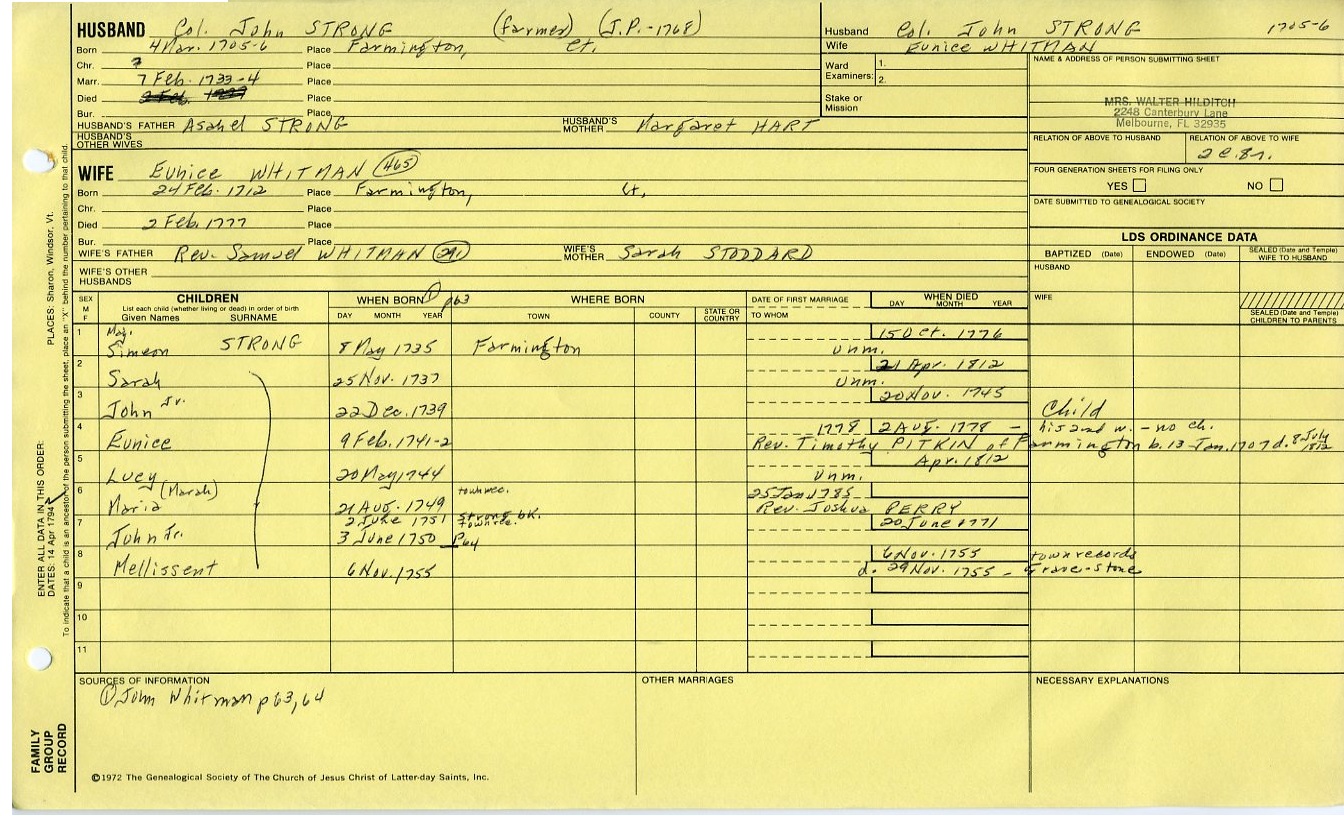 HUSBAND Col. John STRONG (farmer) (J.P.-1768)
Born 4 Mar. 1705-6 Place Farmington, Ct.
Chr. ? Place
Marr. 7 Feb. 1733-4 Place
Died Place
Bur. Place
HUSBAND'S FATHER Asahel STRONG HUSBAND'S MOTHER Margaret HART
HUSBAND'S OTHER WIVES
WIFE Eunice WHITMAN (465)
Born 24 Feb. 1712 Place Farmington, Ct,
Chr. Place
Died 2 Feb. 1777 Place
Bur. Place
WIFE'S FATHER Rev. Samuel WHITMAN (291) WIFE'S MOTHER Sarah STODDARD
WIFE'S OTHER HUSBANDS
Husband Col. John STRONG 1705-6
Wife Eunice WHITMAN
Ward 1.
Examiners: 2.
Stake or Mission
NAME & ADDRESS OF PERSON SUBMITTING SHEET
MRS. WALTER HILDITCH
2248 Canterbury Lane
Melbourne, FL 32935
RELATION OF ABOVE TO HUSBAND RELATION OF ABOVE TO WIFE
FOUR GENERATION SHEETS FOR FILING ONLY
YES NO
DATE SUBMITTED TO GENEALOGICAL SOCIETY
LDS ORDINANCE DATA
BAPTIZED (Date) ENDOWED (Date) SEALED (Date and Temple) WIFE TO HUSBAND
HUSBAND
WIFE
SEALED (Date and Temple) CHILDREN TO PARENTS
SEX M F
CHILDREN
List each child (whether living or dead) in order of birth
Given Names SURNAME
WHEN BORN ① p63
DAY MONTH YEAR
WHERE BORN
TOWN COUNTY STATE OR COUNTRY
DATE OF FIRST MARRIAGE
TO WHOM
WHEN DIED
DAY MONTH YEAR
1 Maj. Simeon STRONG 8 May 1735 Farmington 15 Oct. 1776
Unm.
2 Sarah 25 Nov. 1737 21 Apr. 1812
Unm.
3 John Jr. 22 Dec. 1739 20 Nov. 1745 Child
4 Eunice 9 Feb. 1741-2 1778 2 Aug. 1778 - his 2nd w. - no ch.
Rev. Timothy PITKIN of Farmington b. 13 Jan. 1707 d. 8 July 1812
5 Lucy 20 May 1744 Apr. 1812
Unm.
6 Maria (Marah) 21 Aug. 1749 town rec. 25 Jan 1785
Rev. Joshua PERRY
7 2 June 1751 Strong bk. 20 June 1771
town rec.
John Jr. 3 June 1750 P64
8 Mellissent 6 Nov. 1755 6 Nov. 1755 town records
d. 29 Nov. 1755 - Grave-Stone
9
10
11
SOURCES OF INFORMATION
① John Whitman p 63, 64
OTHER MARRIAGES
NECESSARY EXPLANATIONS
©1972 The Genealogical Society of The Church of Jesus Christ of Latter-day Saints, Inc.
FAMILY GROUP RECORD
ENTER ALL DATA IN THIS ORDER:
DATES: 14 Apr 1794 PLACES: Sharon, Windsor, Vt.
To indicate that a child is an ancestor of the person submitting the sheet, place an "X" behind the number pertaining to that child.